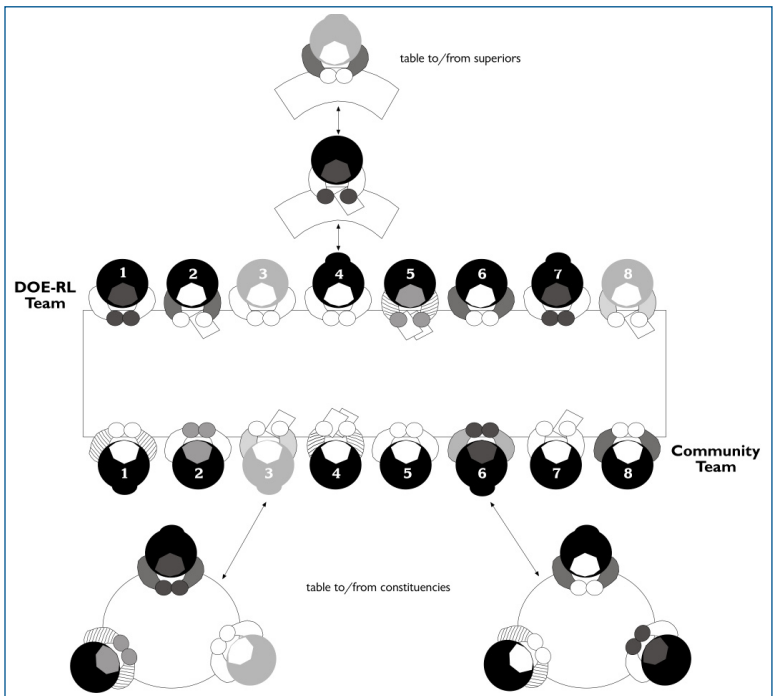 table to/from superiors
1 2 3 4 5 6 7 8
DOE-RL
Team
Community
Team
1 2 3 4 5 6 7 8
table to/from constituencies